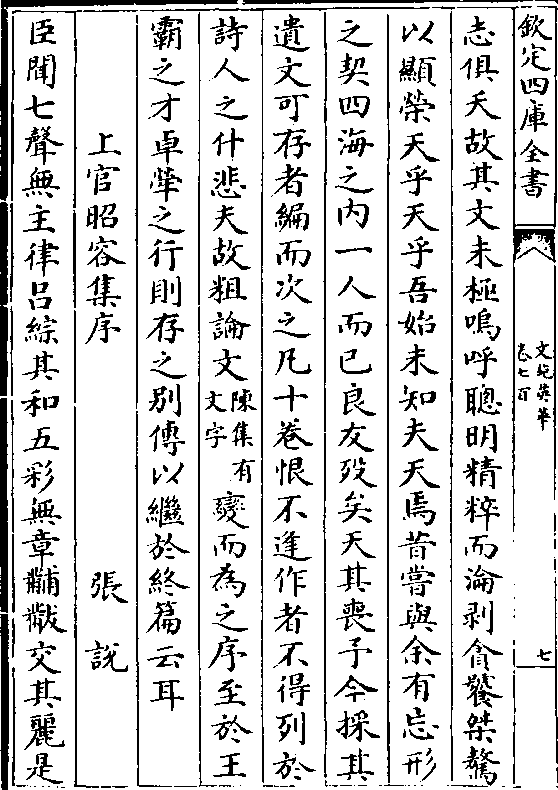 欽定四庫全書
文苑英華
卷七百
七
志俱夭故其文未極嗚呼聰明精粹而淪剥貪饕桀驁
以顯榮天乎天乎吾始未知夫天焉昔嘗與余有忘形
之契四海之内一人而已良友歿矣天其喪予今採其
遺文可存者編而次之凡十卷恨不逢作者不得列於
詩人之什悲夫故粗論文陳集有文字變而為之序至於王
霸之才卓犖之行則存之别傳以繼於終篇云耳
上官昭容集序 張說
臣聞七聲無主律吕綜其和五彩無章黼黻交其麗是